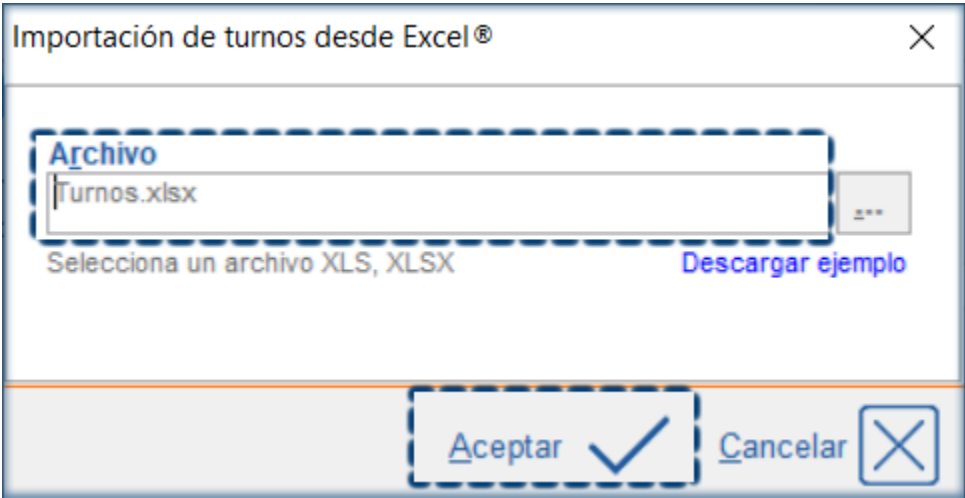 Importación de turnos desde Excel®
Archivo
Turnos.xlsx
...
Selecciona un archivo XLS, XLSX
Descargar ejemplo
Aceptar
Cancelar